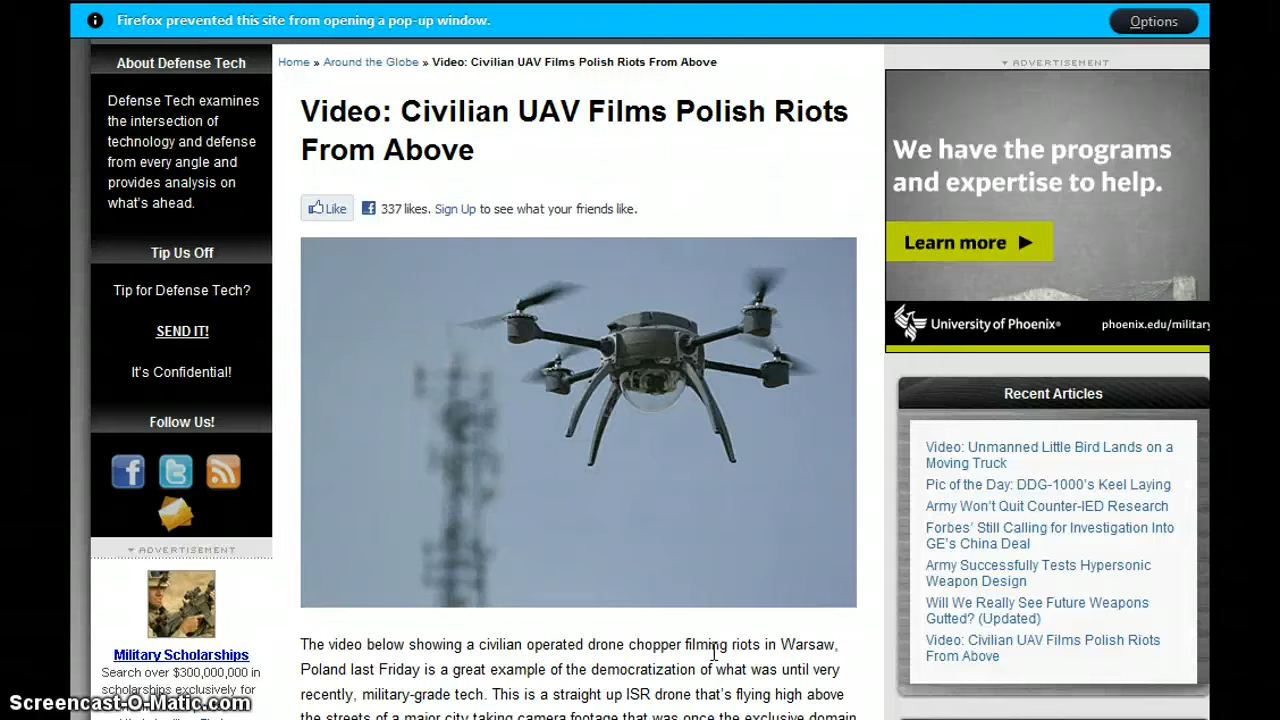 Firefox prevented this site from opening a pop-up window.
Options
About Defense Tech
Defense Tech examines
the intersection of
technology and defense
from every angle and
provides analysis on
what's ahead.
Tip Us Off
Tip for Defense Tech?
SEND IT!
It's Confidential!
Follow Us!
ADVERTISEMENT
Military Scholarships
Search over $300,000,000 in
scholarships exclusively for
Home » Around the Globe » Video: Civilian UAV Films Polish Riots From Above
Video: Civilian UAV Films Polish Riots
From Above
Like
337 likes. Sign Up to see what your friends like.
The video below showing a civilian operated drone chopper filming riots in Warsaw,
Poland last Friday is a great example of the democratization of what was until very
recently, military-grade tech. This is a straight up ISR drone that's flying high above
the streets of a major city taking camera footage that was once the exclusive domain
ADVERTISEMENT
We have the programs
and expertise to help.
Learn more
University of Phoenix®
phoenix.edu/military
Recent Articles
Video: Unmanned Little Bird Lands on a
Moving Truck
Pic of the Day: DDG-1000's Keel Laying
Army Won't Quit Counter-IED Research
Forbes' Still Calling for Investigation Into
GE's China Deal
Army Successfully Tests Hypersonic
Weapon Design
Will We Really See Future Weapons
Gutted? (Updated)
Video: Civilian UAV Films Polish Riots
From Above
Screencast-O-Matic.com